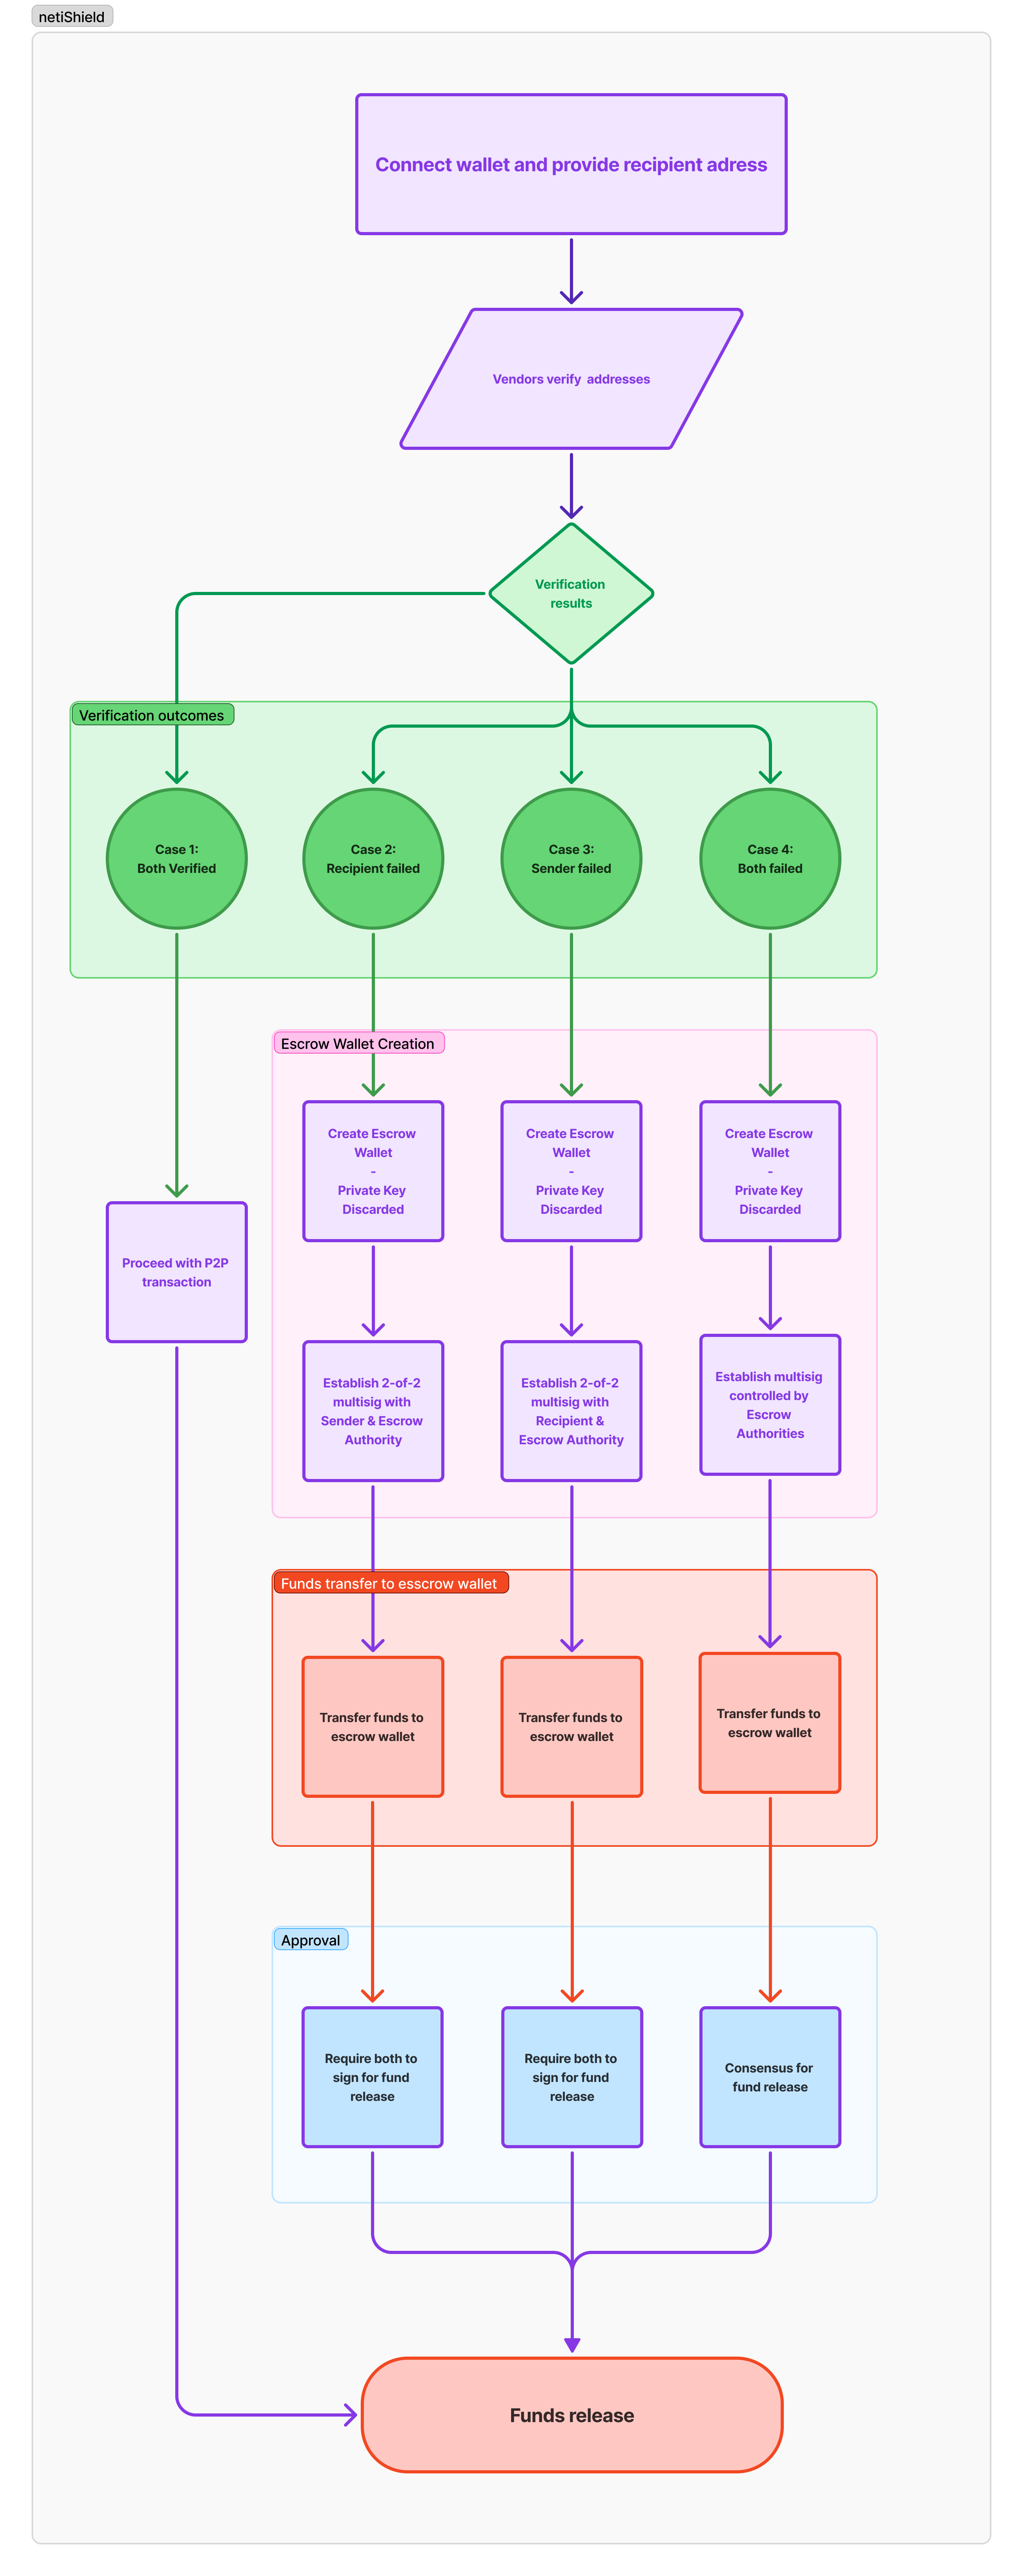 netiShield
Connect wallet and provide recipient adress
Vendors verify addresses
Verification
results
Verification outcomes
Case 1:
Both Verified
Case 2:
Recipient failed
Case 3:
Sender failed
Case 4:
Both failed
Escrow Wallet Creation
Create Escrow
Wallet
-
Private Key
Discarded
Create Escrow
Wallet
-
Private Key
Discarded
Create Escrow
Wallet
-
Private Key
Discarded
Proceed with P2P
transaction
Establish 2-of-2
multisig with
Sender & Escrow
Authority
Establish 2-of-2
multisig with
Recipient &
Escrow Authority
Establish multisig
controlled by
Escrow
Authorities
Funds transfer to esscrow wallet
Transfer funds to
escrow wallet
Transfer funds to
escrow wallet
Transfer funds to
escrow wallet
Approval
Require both to
sign for fund
release
Require both to
sign for fund
release
Consensus for
fund release
Funds release